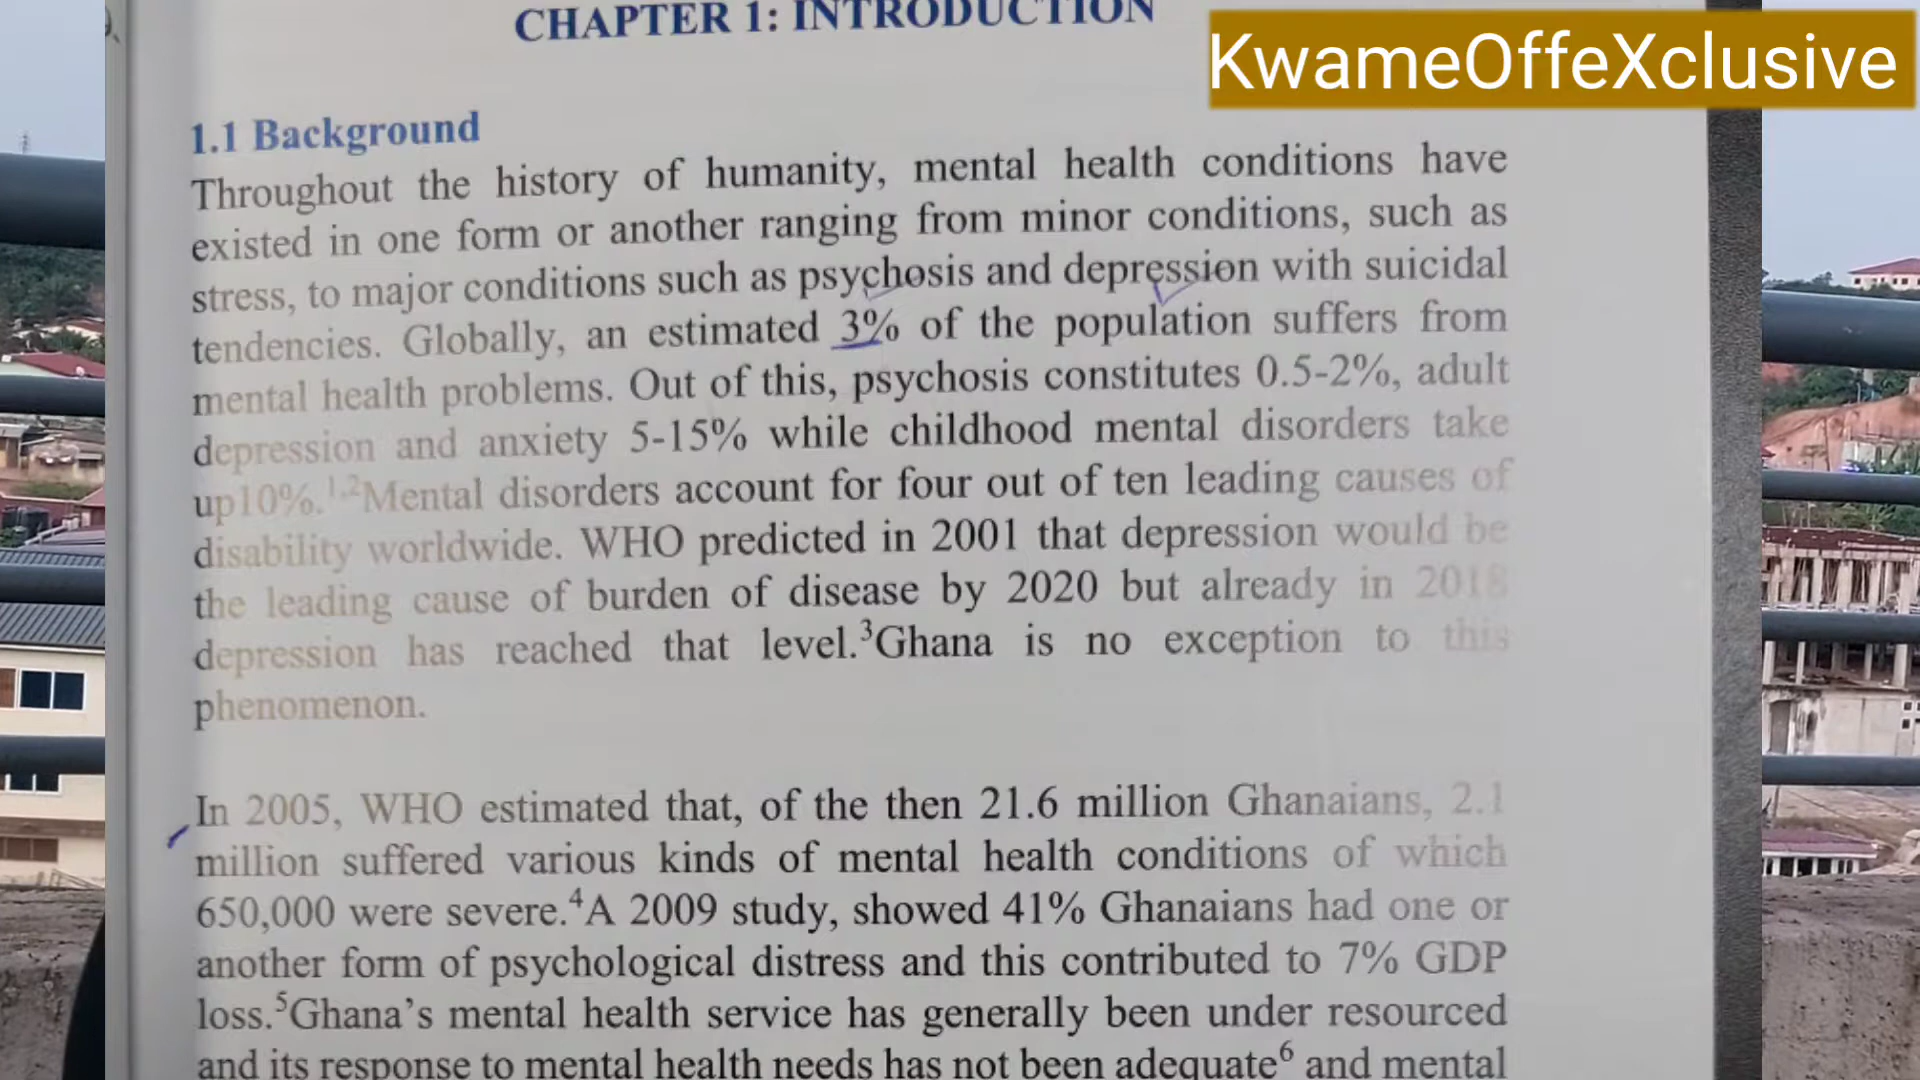 CHAPTER 1: INTRODUCTION
KwameOffeXclusive
1.1 Background
Throughout the history of humanity, mental health conditions have
existed in one form or another ranging from minor conditions, such as
stress, to major conditions such as psychosis and depression with suicidal
tendencies. Globally, an estimated 3% of the population suffers from
mental health problems. Out of this, psychosis constitutes 0.5-2%, adult
depression and anxiety 5-15% while childhood mental disorders take
up10%.¹·²Mental disorders account for four out of ten leading causes of
disability worldwide. WHO predicted in 2001 that depression would be
the leading cause of burden of disease by 2020 but already in 2018
depression has reached that level.³Ghana is no exception to this
phenomenon.
In 2005, WHO estimated that, of the then 21.6 million Ghanaians, 2.1
million suffered various kinds of mental health conditions of which
650,000 were severe.⁴A 2009 study, showed 41% Ghanaians had one or
another form of psychological distress and this contributed to 7% GDP
loss.⁵Ghana’s mental health service has generally been under resourced
and its response to mental health needs has not been adequate⁶ and mental